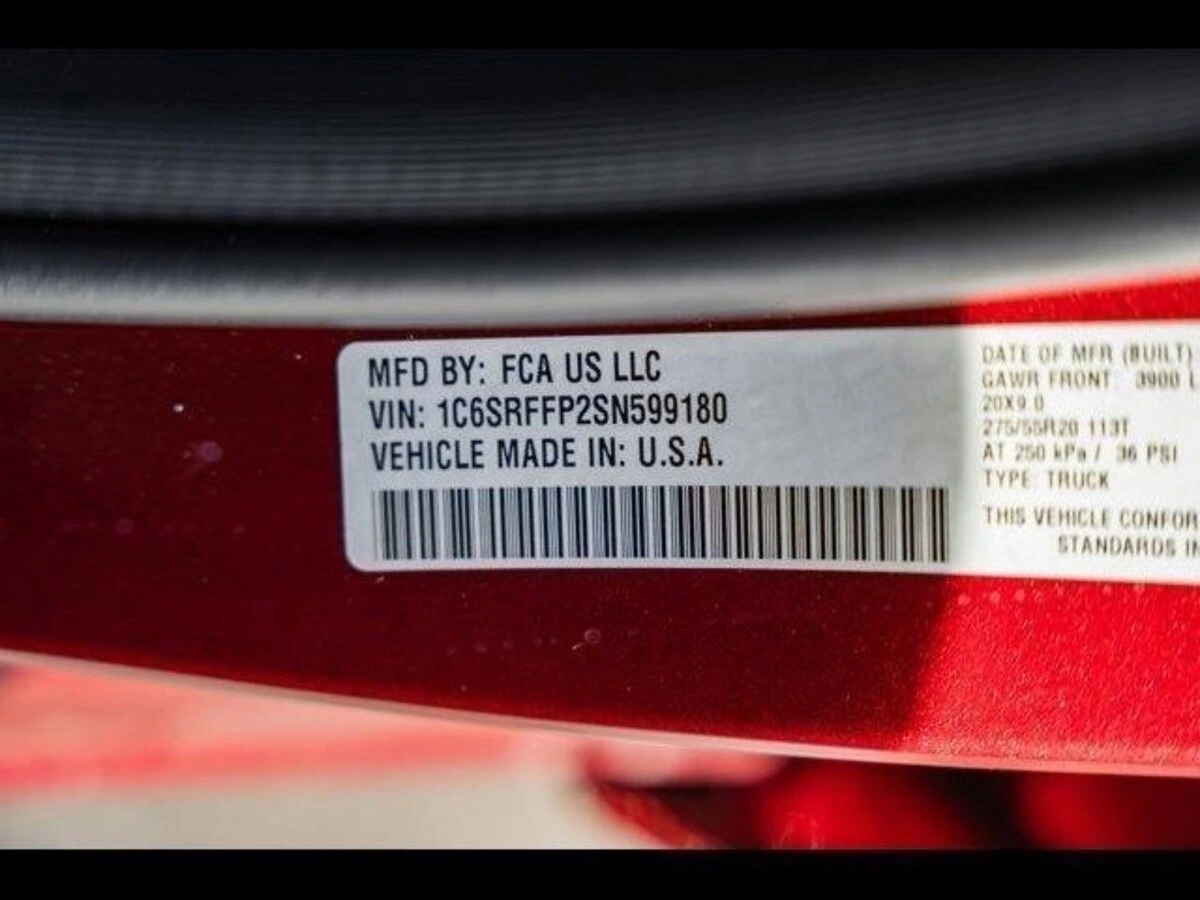 MFD BY: FCA US LLC
VIN: 1C6SRFFP2SN599180
VEHICLE MADE IN: U.S.A.
DATE OF MFR (BUILT)
GAWR FRONT 3900 L
20X9.0
275/55R20 113T
AT 250 kPa / 36 PSI
TYPE: TRUCK
THIS VEHICLE CONFOR
STANDARDS IN